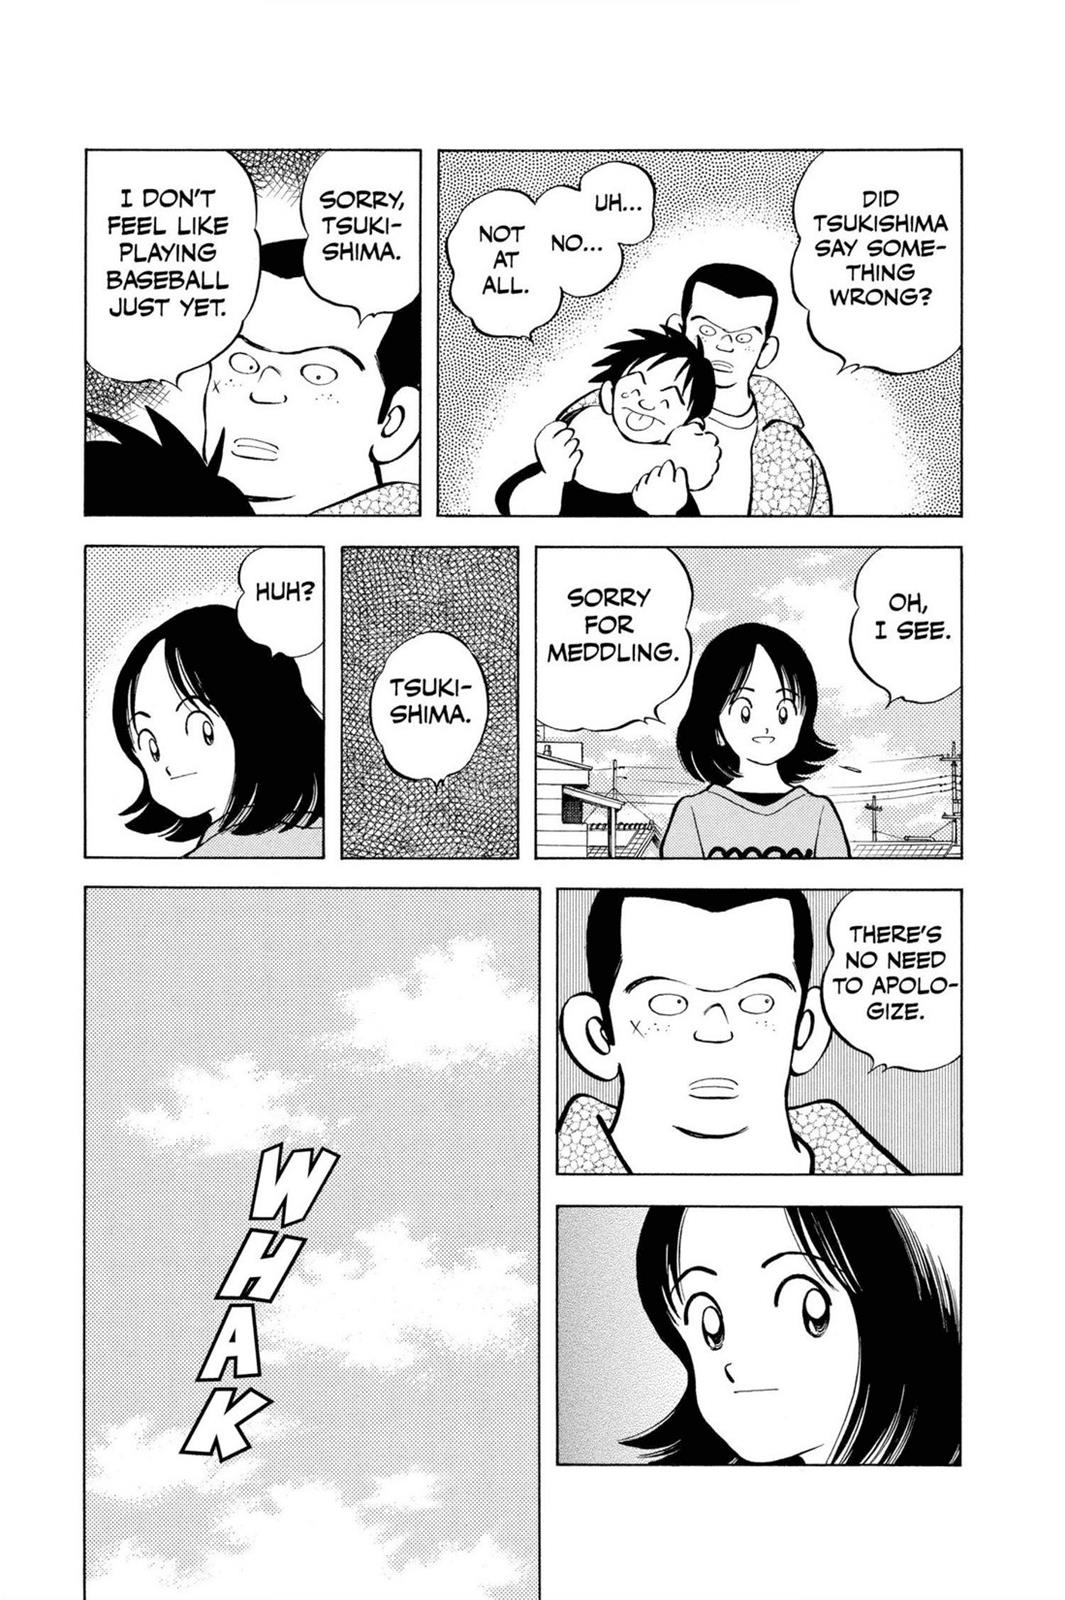 DID
TSUKISHIMA
SAY SOME-
THING
WRONG?
UH...
NO...
NOT
AT
ALL.
SORRY,
TSUKI-
SHIMA.
I DON'T
FEEL LIKE
PLAYING
BASEBALL
JUST YET.
OH,
I SEE.
SORRY
FOR
MEDDLING.
TSUKI-
SHIMA.
HUH?
THERE'S
NO NEED
TO APOLO-
GIZE.
WHAK